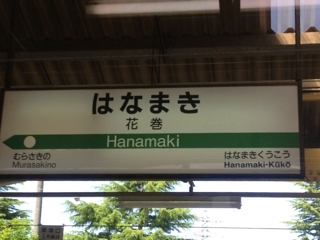 はなまき
花巻
Hanamaki
むらさきの
Murasakino
はなまきくうこう
Hanamaki-Kūkō